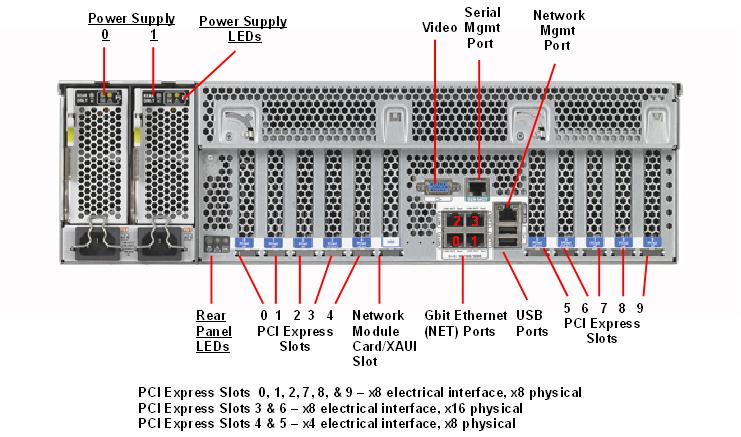 Power Supply
0 1
Power Supply
LEDs
Video
Serial
Mgmt
Port
Network
Mgmt
Port
2 3
0 1
Rear
Panel
LEDs
0 1 2 3 4
PCI Express
Slots
Network
Module
Card/XAUI
Slot
Gbit Ethernet
(NET) Ports
USB
Ports
5 6 7 8 9
PCI Express
Slots
PCI Express Slots 0, 1, 2, 7, 8, & 9 – x8 electrical interface, x8 physical
PCI Express Slots 3 & 6 – x8 electrical interface, x16 physical
PCI Express Slots 4 & 5 – x4 electrical interface, x8 physical